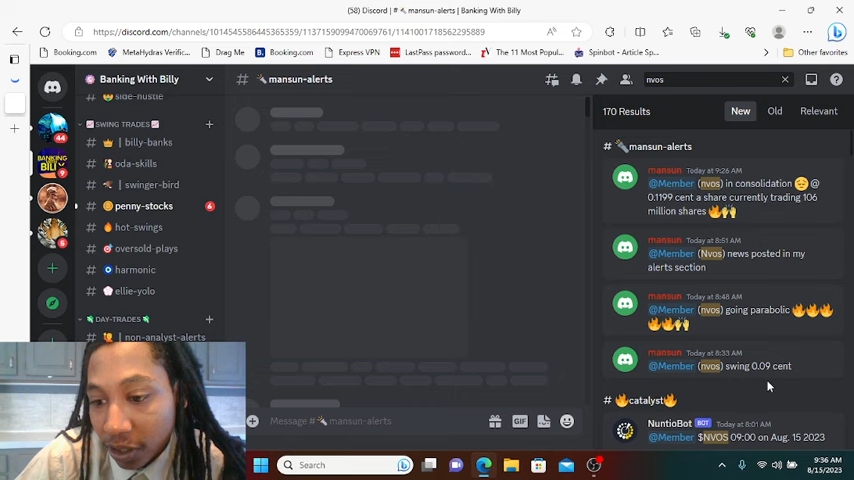 (58) Discord | # 🔦 mansun-alerts | Banking With Billy
https://discord.com/channels/1014545586445365359/1137159099470069761/1141001718562295889
Booking.com
MetaHydras Verific...
Drag Me
Booking.com
Express VPN
LastPass password...
The 11 Most Popul...
Spinbot - Article Sp...
Other favorites
Banking With Billy
# 🔦 mansun-alerts
nvos
# side-hustle
170 Results
New
Old
Relevant
📈 SWING TRADES 📈
# 👑 | billy-banks
# oda-skills
# | swinger-bird
# penny-stocks
6
# 🔥 hot-swings
# 🎯 oversold-plays
# harmonic
# 🌸 ellie-yolo
DAY-TRADES
# | non-analyst-alerts
44
9
5
# 🔦mansun-alerts
mansun Today at 9:26 AM
@Member (nvos) in consolidation 😔 @
0.1199 cent a share currently trading 106
million shares 🔥🙌
mansun Today at 8:51 AM
@Member (Nvos) news posted in my
alerts section
mansun Today at 8:48 AM
@Member (nvos) going parabolic 🔥🔥🔥
🔥🔥🙌
mansun Today at 8:33 AM
@Member (nvos) swing 0.09 cent
# 🔥catalyst🔥
NuntioBot BOT Today at 8:01 AM
@Member $NVOS 09:00 on Aug. 15 2023
Message # 🔦 mansun-alerts
GIF
Search
9:36 AM
8/15/2023